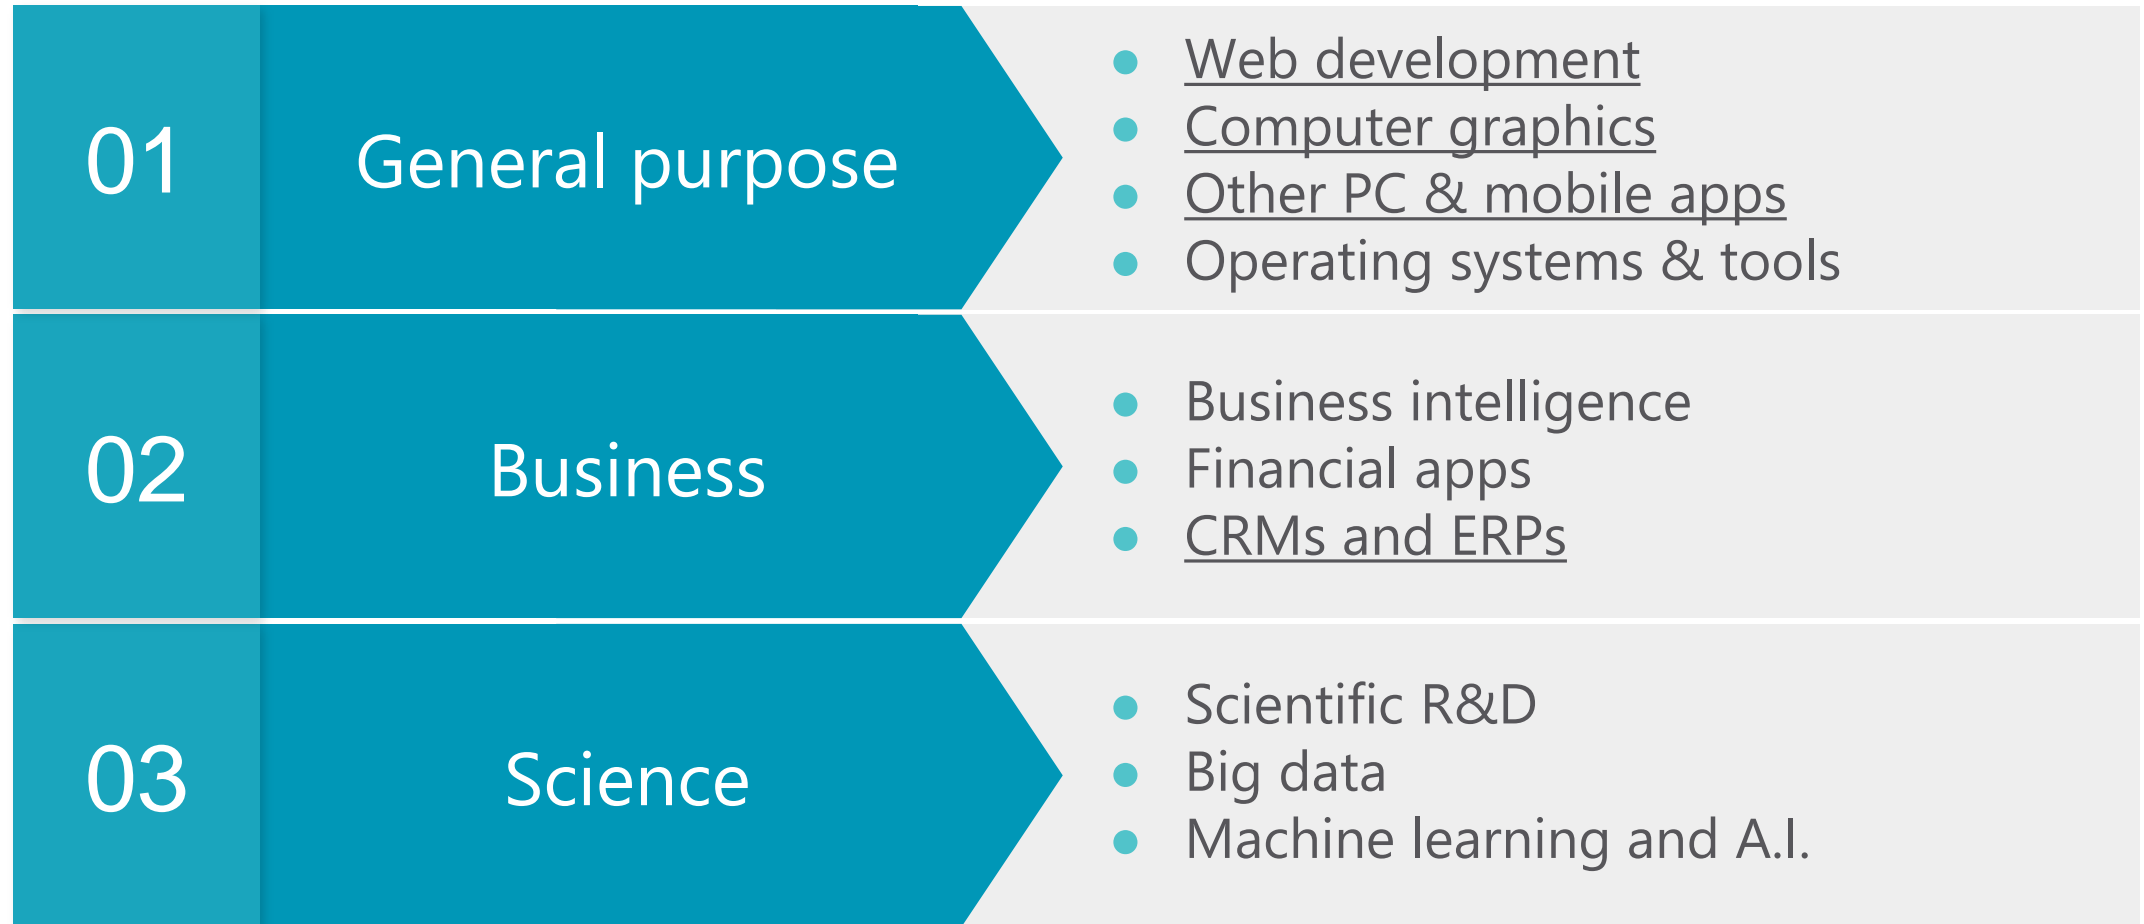 01
General purpose
Web development
Computer graphics
Other PC & mobile apps
Operating systems & tools
02
Business
Business intelligence
Financial apps
CRMs and ERPs
03
Science
Scientific R&D
Big data
Machine learning and A.I.